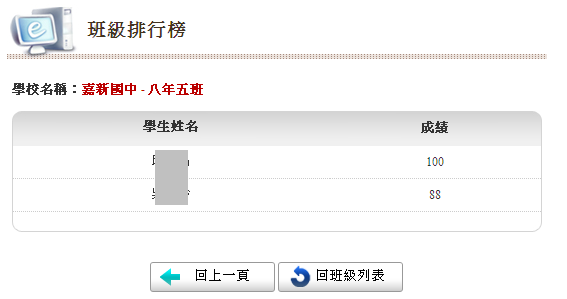 班級排行榜
學校名稱：嘉新國中 - 八年五班
學生姓名 成績
100
88
回上一頁 回班級列表